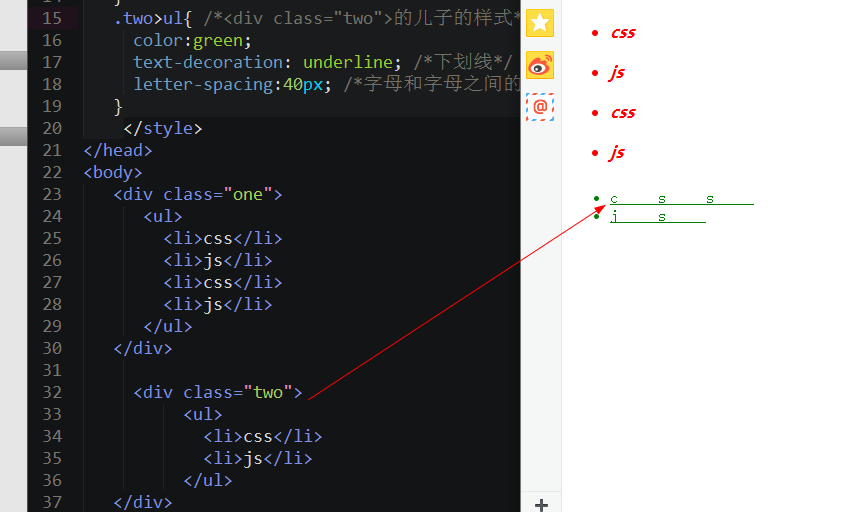 }
15 .two>ul{ /*<div class="two">的儿子的样式*
16 color:green;
17 text-decoration: underline; /*下划线*/
18 letter-spacing:40px; /*字母和字母之间的
19 }
20 </style>
21 </head>
22 <body>
23 <div class="one">
24 <ul>
25 <li>css</li>
26 <li>js</li>
27 <li>css</li>
28 <li>js</li>
29 </ul>
30 </div>
31
32 <div class="two">
33 <ul>
34 <li>css</li>
35 <li>js</li>
36 </ul>
37 </div>
@
+
• css
• js
• css
• js
• c s s
• j s